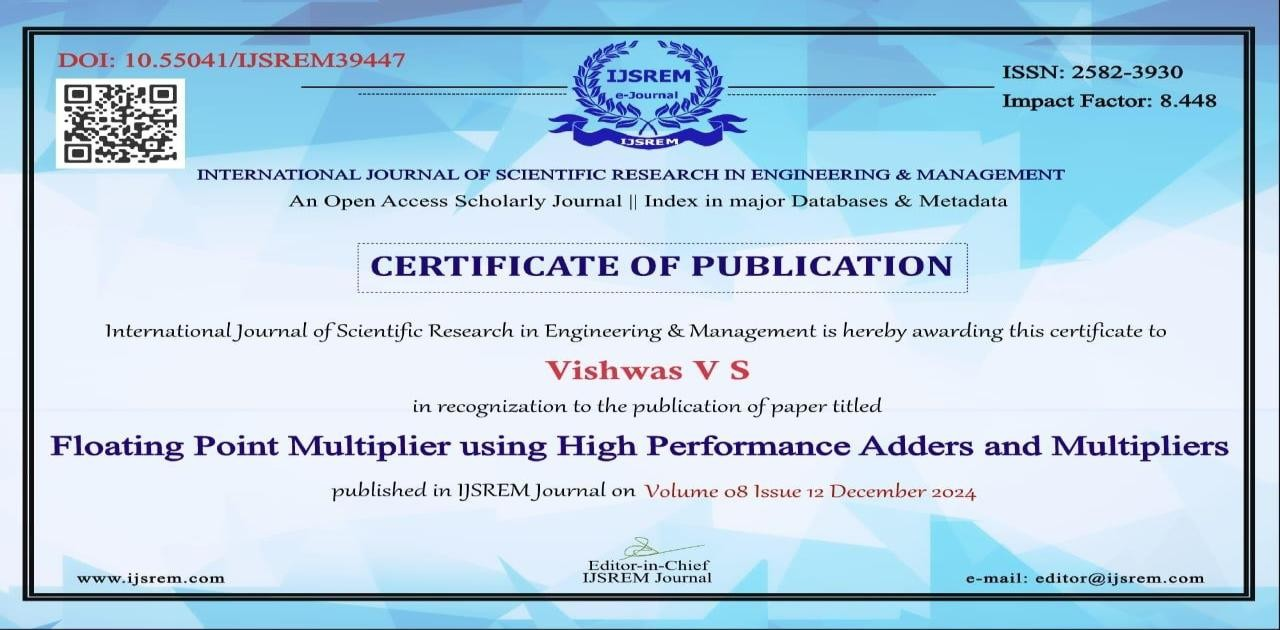 DOI: 10.55041/IJSREM39447
IJSREM
e-Journal
IJSREM
ISSN: 2582-3930
Impact Factor: 8.448
INTERNATIONAL JOURNAL OF SCIENTIFIC RESEARCH IN ENGINEERING & MANAGEMENT
An Open Access Scholarly Journal || Index in major Databases & Metadata
CERTIFICATE OF PUBLICATION
International Journal of Scientific Research in Engineering & Management is hereby awarding this certificate to
Vishwas V S
in recognization to the publication of paper titled
Floating Point Multiplier using High Performance Adders and Multipliers
published in IJSREM Journal on Volume 08 Issue 12 December 2024
Editor-in-Chief
IJSREM Journal
www.ijsrem.com
e-mail: editor@ijsrem.com